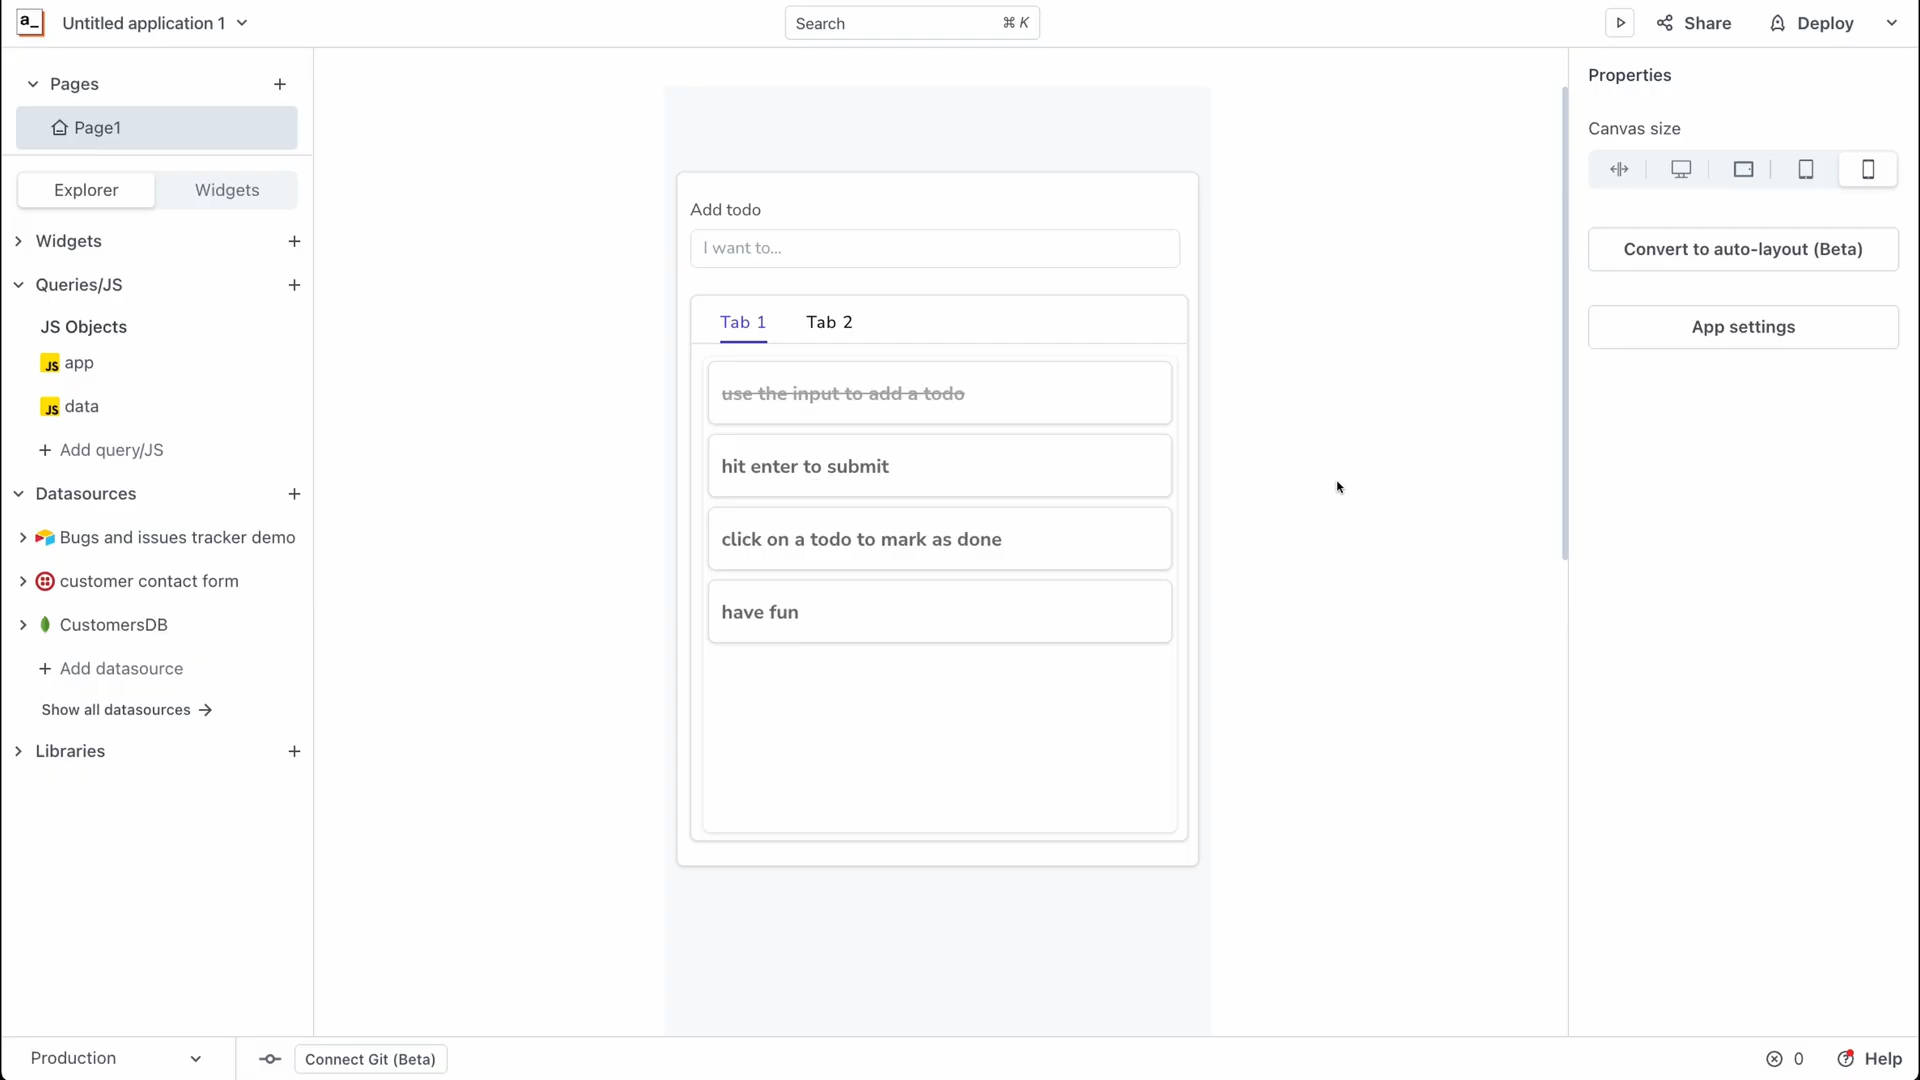 a_ Untitled application 1 Search ⌘ K Share Deploy
Pages
Page1
Explorer Widgets
Widgets
Queries/JS
JS Objects
JS app
JS data
Add query/JS
Datasources
Bugs and issues tracker demo
customer contact form
CustomersDB
Add datasource
Show all datasources
Libraries
Add todo
I want to...
Tab 1 Tab 2
use the input to add a todo
hit enter to submit
click on a todo to mark as done
have fun
Properties
Canvas size
Convert to auto-layout (Beta)
App settings
Production Connect Git (Beta) 0 Help